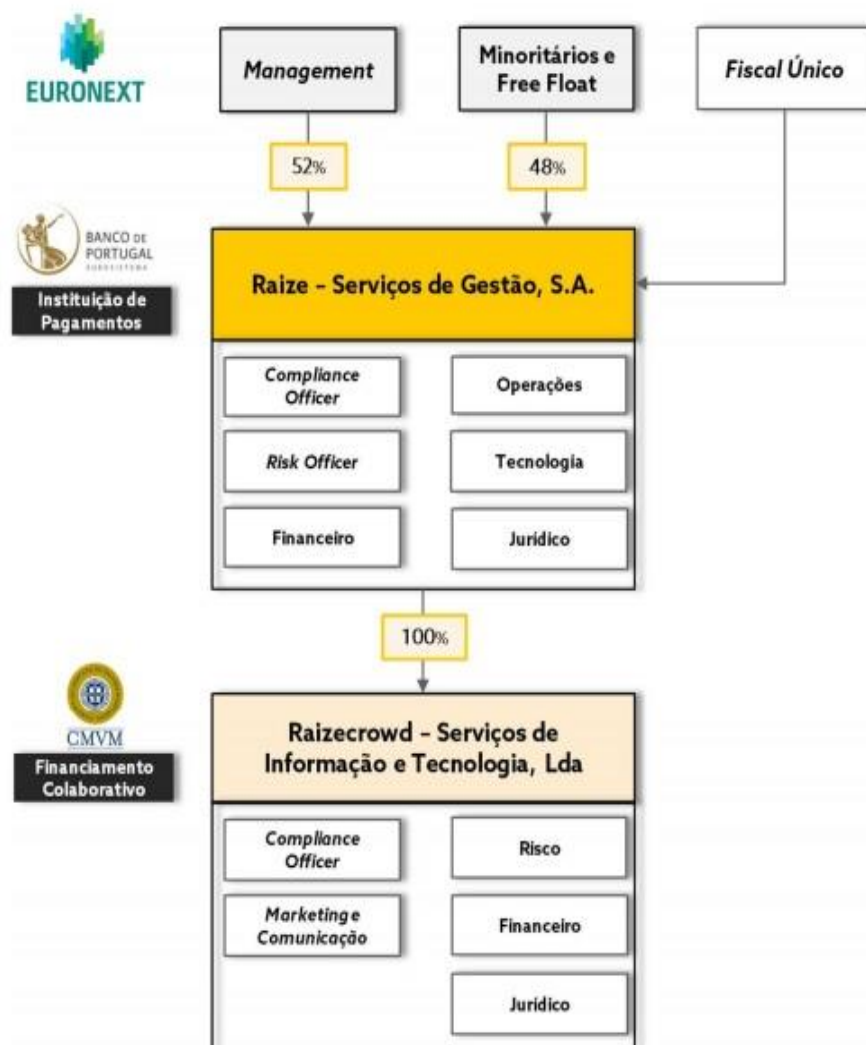 EURONEXT
Management
Minoritários e
Free Float
Fiscal Único
52%
48%
BANCO DE
PORTUGAL
EUROSISTEMA
Instituição de
Pagamentos
Raize – Serviços de Gestão, S.A.
Compliance
Officer
Operações
Risk Officer
Tecnologia
Financeiro
Jurídico
100%
CMVM
Financiamento
Colaborativo
Raizecrowd – Serviços de
Informação e Tecnologia, Lda
Compliance
Officer
Risco
Marketing e
Comunicação
Financeiro
Jurídico